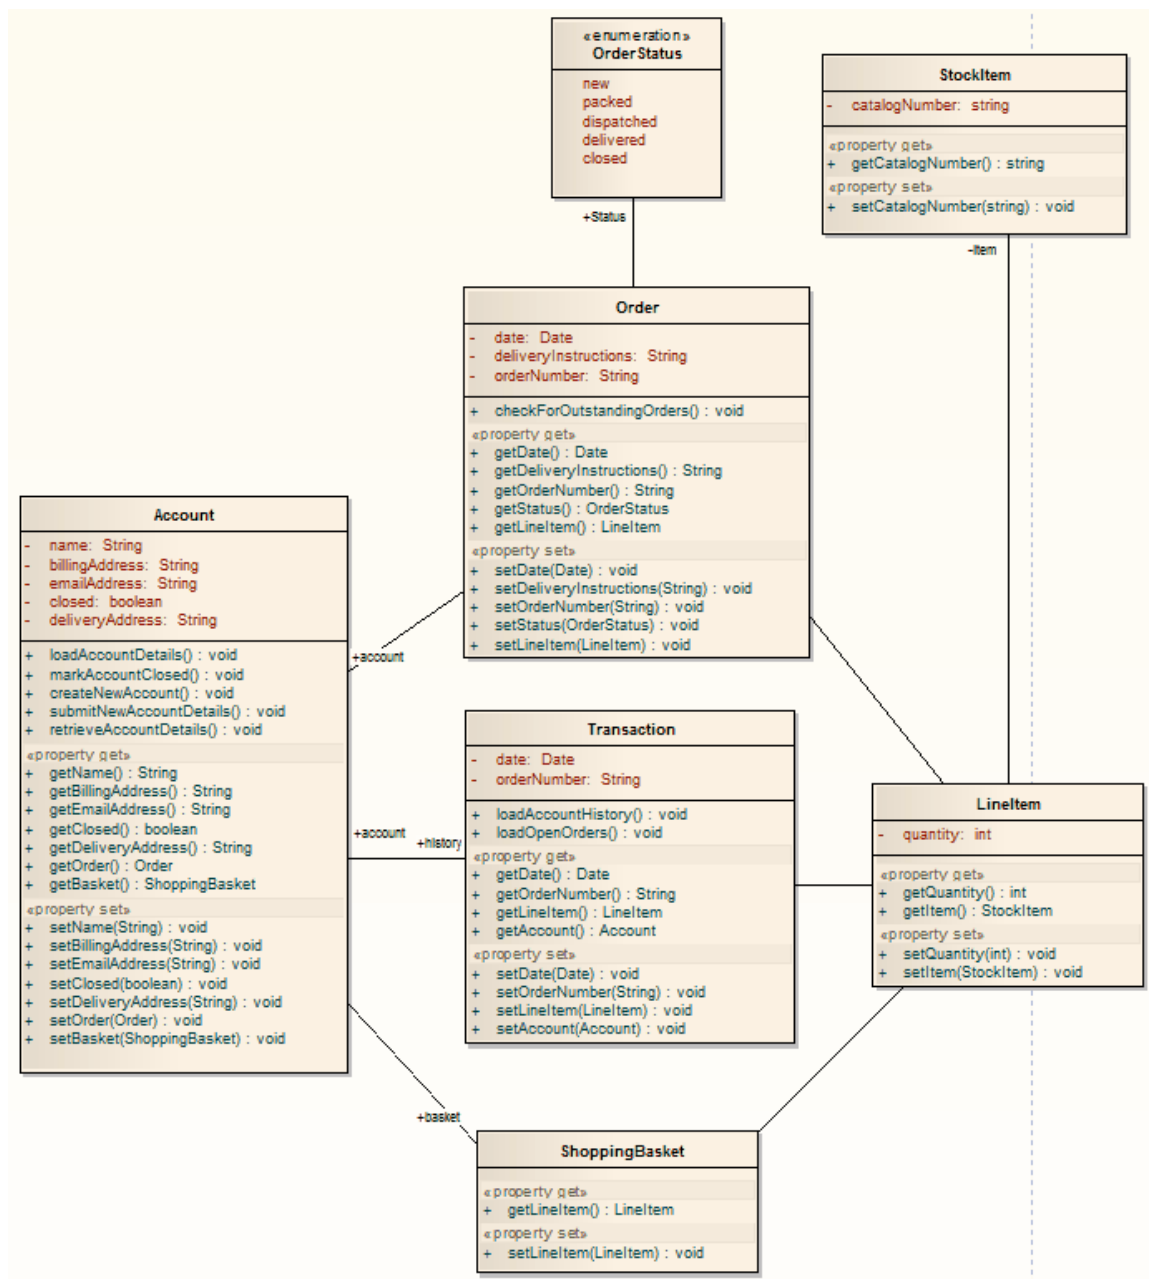 «enumeration»
OrderStatus
new
packed
dispatched
delivered
closed
+Status
StockItem
- catalogNumber: string
«property get»
+ getCatalogNumber() : string
«property set»
+ setCatalogNumber(string) : void
-item
Order
- date: Date
- deliveryInstructions: String
- orderNumber: String
+ checkForOutstandingOrders() : void
«property get»
+ getDate() : Date
+ getDeliveryInstructions() : String
+ getOrderNumber() : String
+ getStatus() : OrderStatus
+ getLineItem() : LineItem
«property set»
+ setDate(Date) : void
+ setDeliveryInstructions(String) : void
+ setOrderNumber(String) : void
+ setStatus(OrderStatus) : void
+ setLineItem(LineItem) : void
Account
- name: String
- billingAddress: String
- emailAddress: String
- closed: boolean
- deliveryAddress: String
+ loadAccountDetails() : void
+ markAccountClosed() : void
+ createNewAccount() : void
+ submitNewAccountDetails() : void
+ retrieveAccountDetails() : void
«property get»
+ getName() : String
+ getBillingAddress() : String
+ getEmailAddress() : String
+ getClosed() : boolean
+ getDeliveryAddress() : String
+ getOrder() : Order
+ getBasket() : ShoppingBasket
«property set»
+ setName(String) : void
+ setBillingAddress(String) : void
+ setEmailAddress(String) : void
+ setClosed(boolean) : void
+ setDeliveryAddress(String) : void
+ setOrder(Order) : void
+ setBasket(ShoppingBasket) : void
+account
+account
+history
+basket
Transaction
- date: Date
- orderNumber: String
+ loadAccountHistory() : void
+ loadOpenOrders() : void
«property get»
+ getDate() : Date
+ getOrderNumber() : String
+ getLineItem() : LineItem
+ getAccount() : Account
«property set»
+ setDate(Date) : void
+ setOrderNumber(String) : void
+ setLineItem(LineItem) : void
+ setAccount(Account) : void
LineItem
- quantity: int
«property get»
+ getQuantity() : int
+ getItem() : StockItem
«property set»
+ setQuantity(int) : void
+ setItem(StockItem) : void
ShoppingBasket
«property get»
+ getLineItem() : LineItem
«property set»
+ setLineItem(LineItem) : void